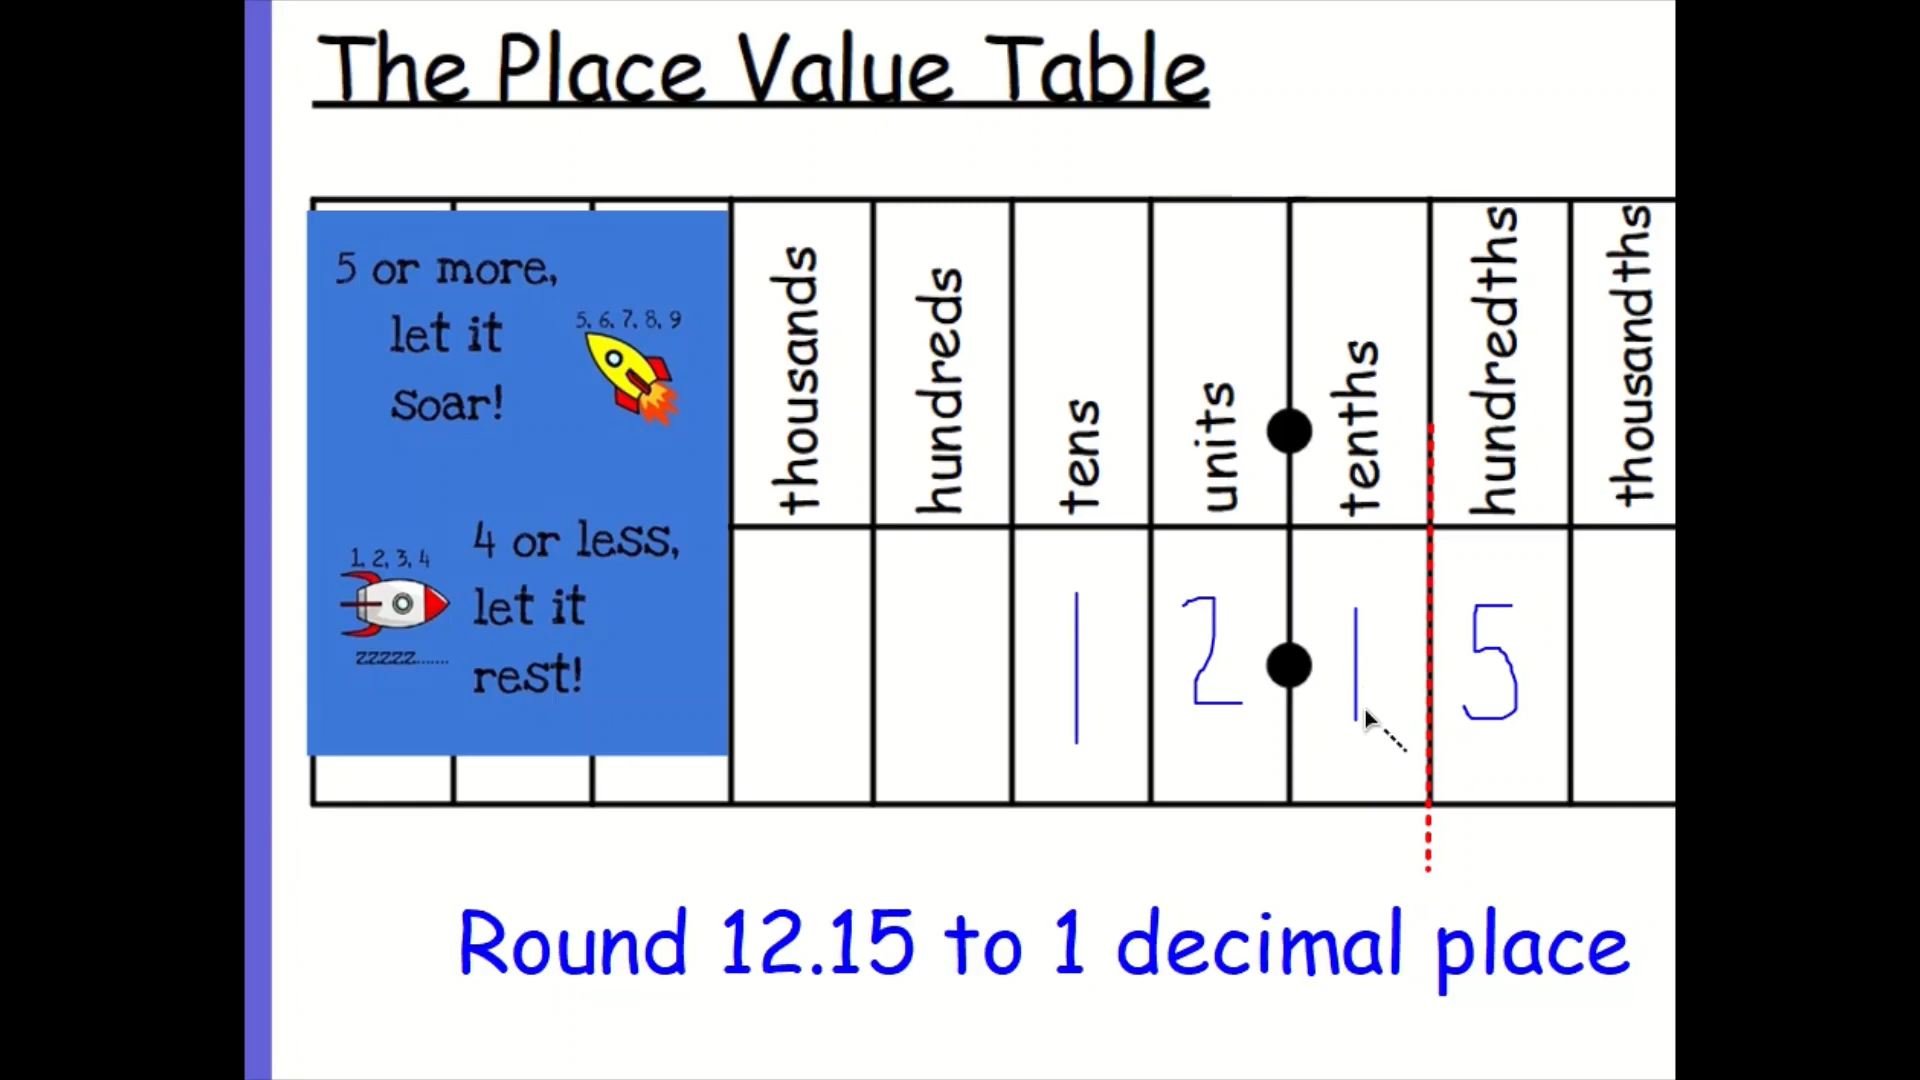 The Place Value Table
5 or more,
let it
soar!
5, 6, 7, 8, 9
4 or less,
let it
rest!
1, 2, 3, 4
zzzzz.......
thousands
hundreds
tens
units
tenths
hundredths
thousandths
1 2 . 1 5
Round 12.15 to 1 decimal place